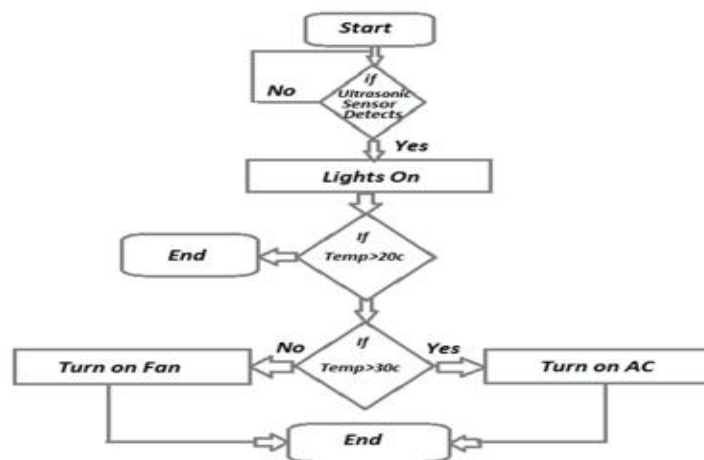 Start
if
Ultrasonic
Sensor
Detects
No
Yes
Lights On
If
Temp>20c
End
If
Temp>30c
No
Yes
Turn on Fan
Turn on AC
End